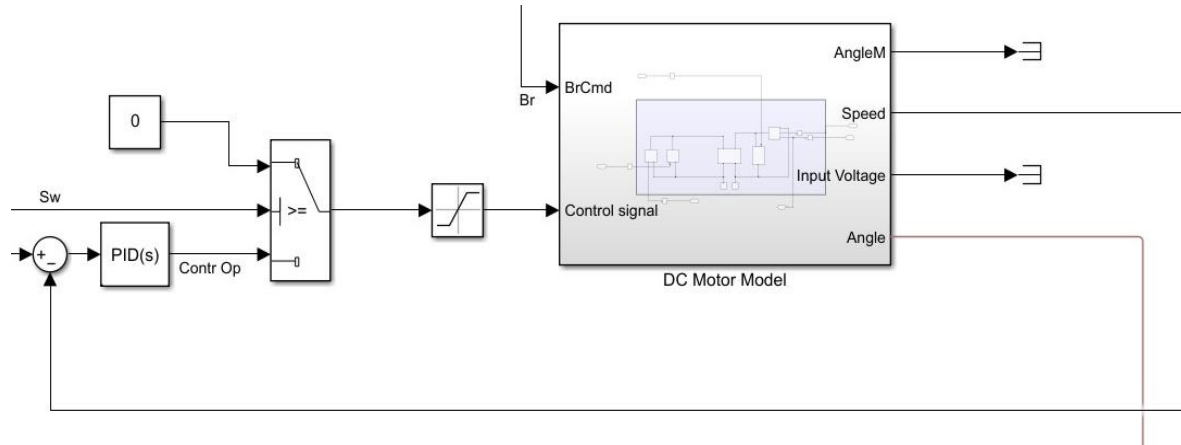 AngleM
BrCmd
Br
0
Speed
Sw
>=
Input Voltage
Control signal
+
−
PID(s)
Contr Op
Angle
DC Motor Model